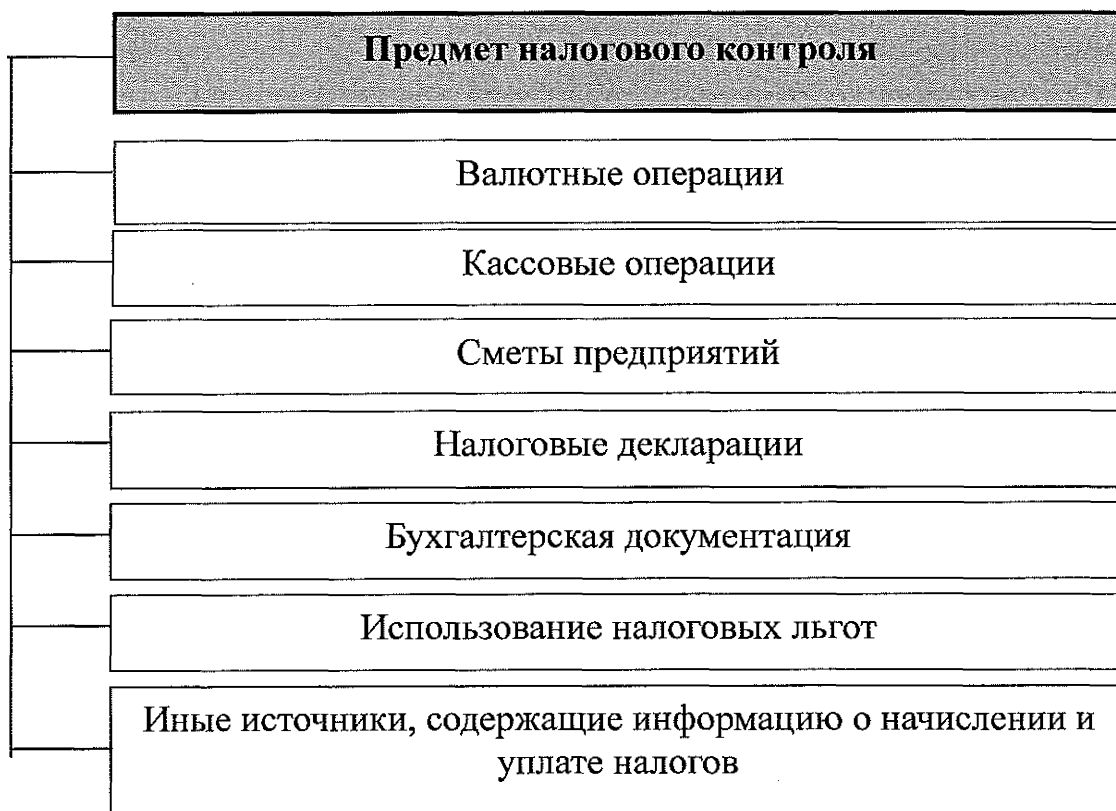 Предмет налогового контроля
Валютные операции
Кассовые операции
Сметы предприятий
Налоговые декларации
Бухгалтерская документация
Использование налоговых льгот
Иные источники, содержащие информацию о начислении и
уплате налогов